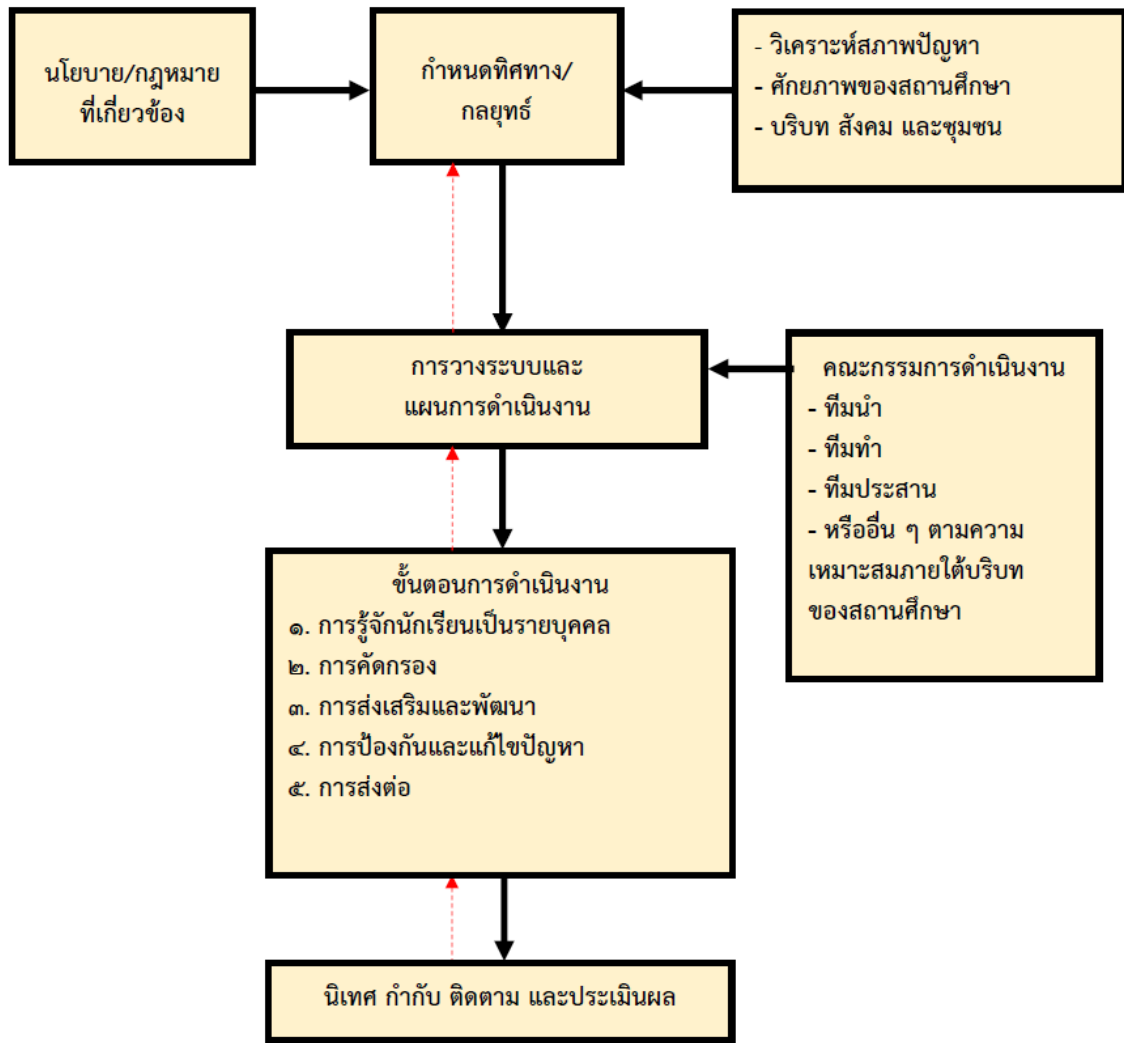 นโยบาย/กฎหมาย
ที่เกี่ยวข้อง
กำหนดทิศทาง/
กลยุทธ์
- วิเคราะห์สภาพปัญหา
- ศักยภาพของสถานศึกษา
- บริบท สังคม และชุมชน
การวางระบบและ
แผนการดำเนินงาน
คณะกรรมการดำเนินงาน
- ทีมนำ
- ทีมทำ
- ทีมประสาน
- หรืออื่น ๆ ตามความ
เหมาะสมภายใต้บริบท
ของสถานศึกษา
ขั้นตอนการดำเนินงาน
๑. การรู้จักนักเรียนเป็นรายบุคคล
๒. การคัดกรอง
๓. การส่งเสริมและพัฒนา
๔. การป้องกันและแก้ไขปัญหา
๕. การส่งต่อ
นิเทศ กำกับ ติดตาม และประเมินผล